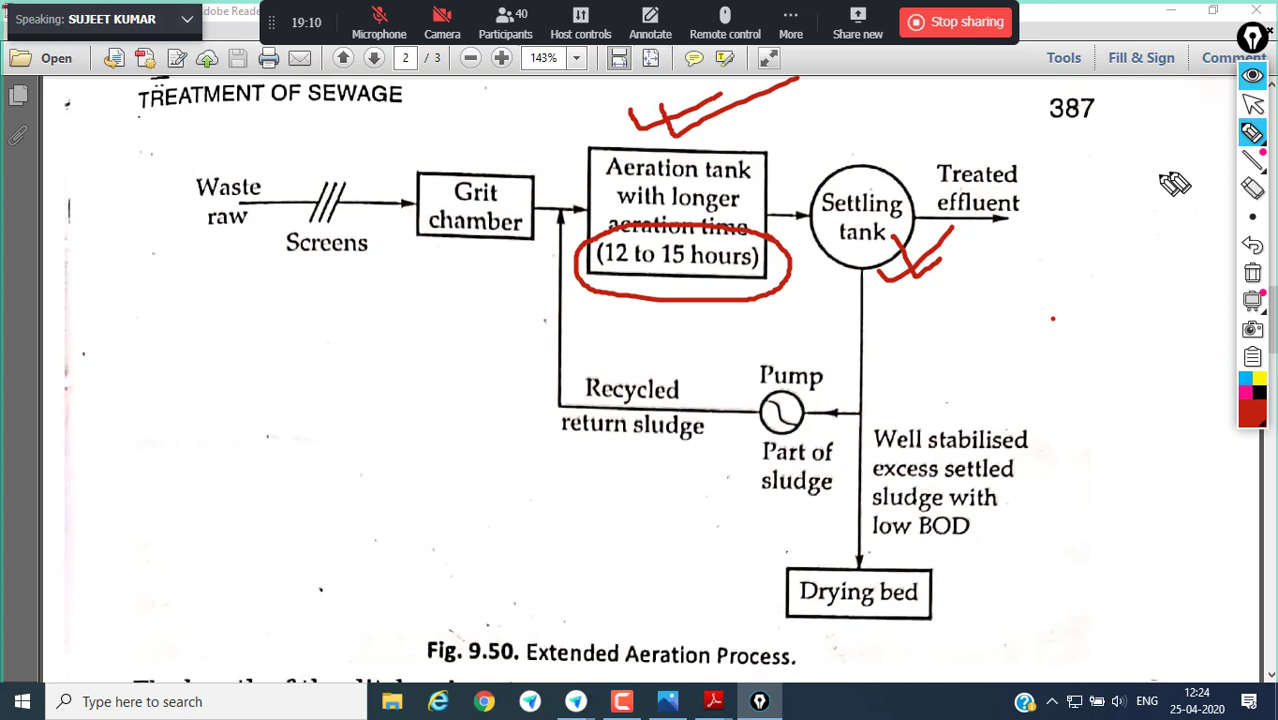 Speaking: SUJEET KUMAR
19:10
40
Microphone
Camera
Participants
Host controls
Annotate
Remote control
More
Share new
Stop sharing
Open
2 / 3
143%
Tools
Fill & Sign
Comment
TREATMENT OF SEWAGE
387
Waste
raw
Screens
Grit
chamber
Aeration tank
with longer
aeration time
(12 to 15 hours)
Settling
tank
Treated
effluent
Recycled
return sludge
Pump
Part of
sludge
Well stabilised
excess settled
sludge with
low BOD
Drying bed
Fig. 9.50. Extended Aeration Process.
Type here to search
12:24
25-04-2020